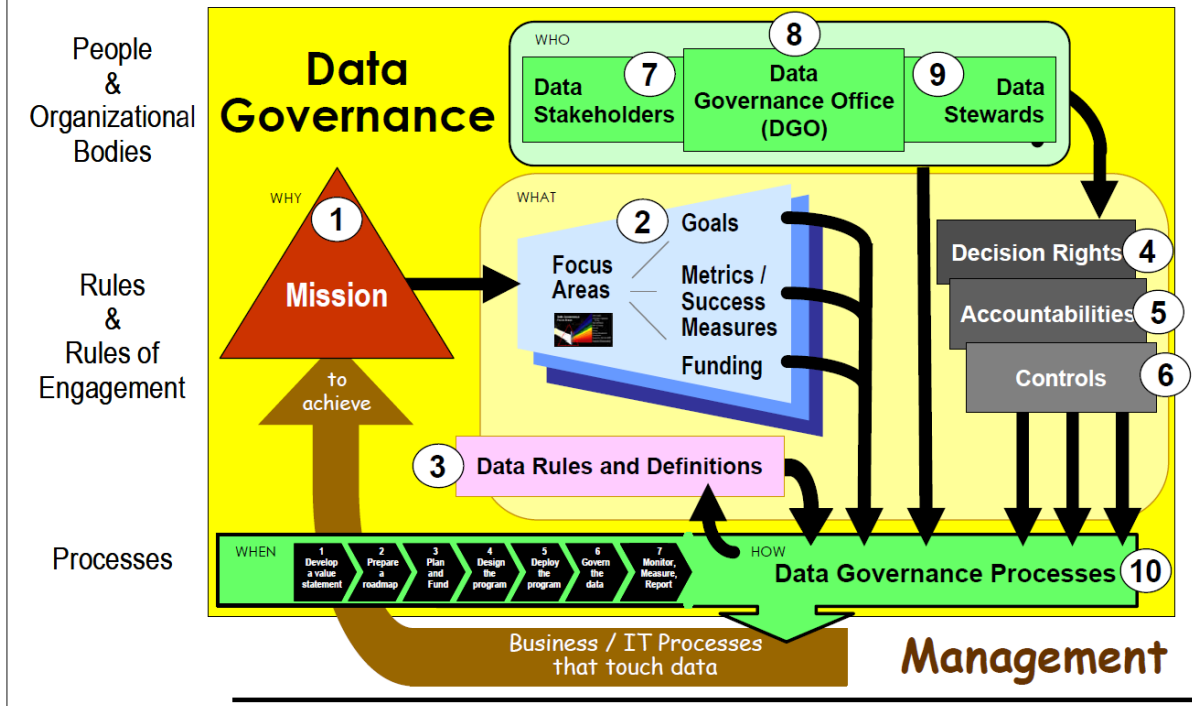 People
&
Organizational
Bodies
Rules
&
Rules of
Engagement
Processes
Data
Governance
WHO
7
Data
Stakeholders
8
Data
Governance Office
(DGO)
9
Data
Stewards
WHY
1
Mission
to
achieve
WHAT
2
Focus
Areas
Goals
Metrics /
Success
Measures
Funding
Decision Rights
4
Accountabilities
5
Controls
6
3
Data Rules and Definitions
WHEN
1
Develop
a value
statement
2
Prepare
a
roadmap
3
Plan
and
Fund
4
Design
the
program
5
Deploy
the
program
6
Govern
the
data
7
Monitor,
Measure,
Report
HOW
Data Governance Processes
10
Business / IT Processes
that touch data
Management